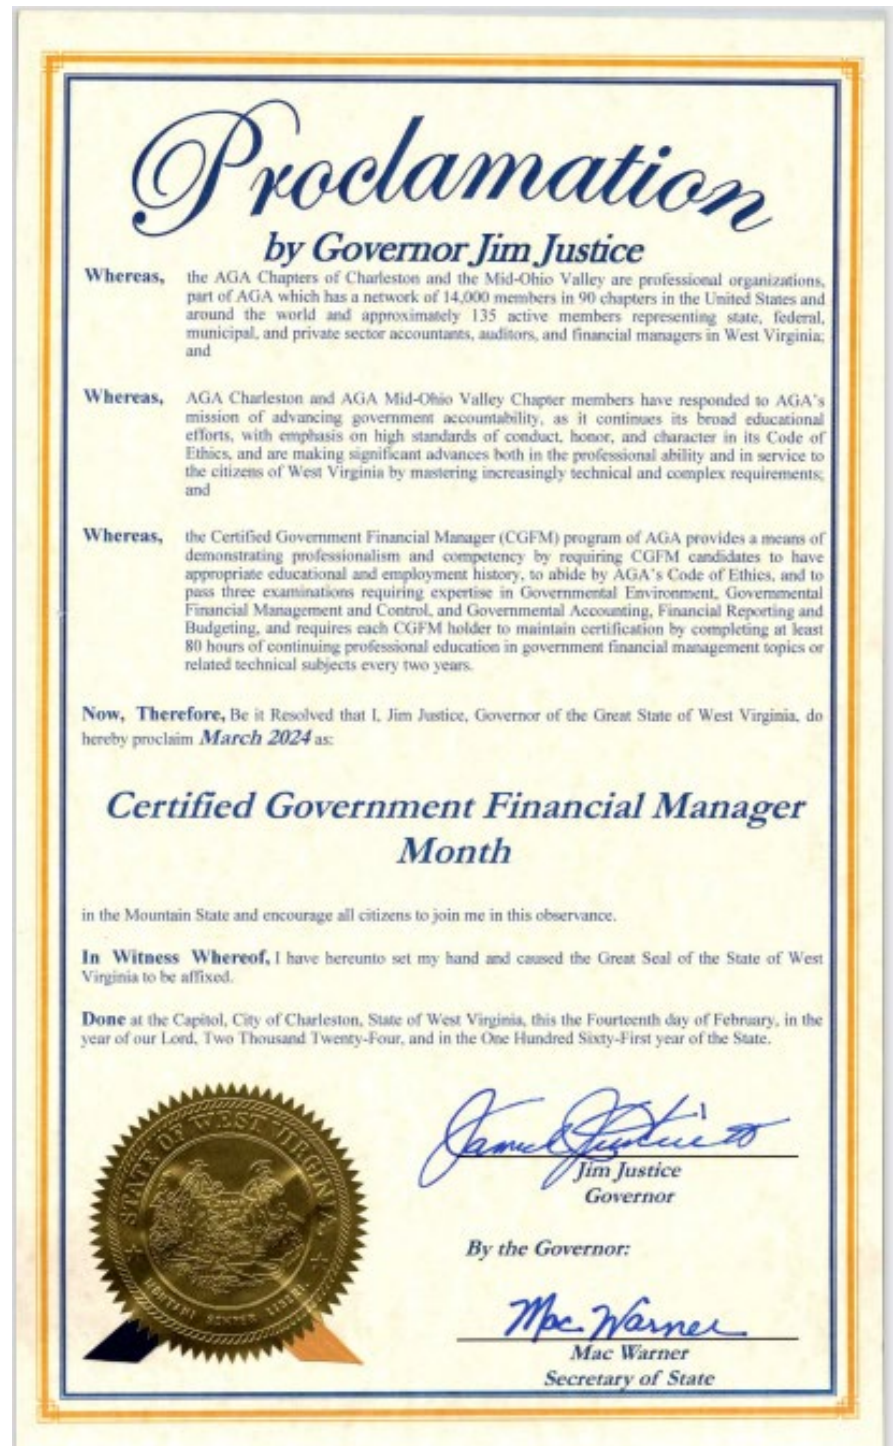 Proclamation
by Governor Jim Justice
Whereas, the AGA Chapters of Charleston and the Mid-Ohio Valley are professional organizations,
part of AGA which has a network of 14,000 members in 90 chapters in the United States and
around the world and approximately 135 active members representing state, federal,
municipal, and private sector accountants, auditors, and financial managers in West Virginia;
and
Whereas, AGA Charleston and AGA Mid-Ohio Valley Chapter members have responded to AGA's
mission of advancing government accountability, as it continues its broad educational
efforts, with emphasis on high standards of conduct, honor, and character in its Code of
Ethics, and are making significant advances both in the professional ability and in service to
the citizens of West Virginia by mastering increasingly technical and complex requirements;
and
Whereas, the Certified Government Financial Manager (CGFM) program of AGA provides a means of
demonstrating professionalism and competency by requiring CGFM candidates to have
appropriate educational and employment history, to abide by AGA's Code of Ethics, and to
pass three examinations requiring expertise in Governmental Environment, Governmental
Financial Management and Control, and Governmental Accounting, Financial Reporting and
Budgeting, and requires each CGFM holder to maintain certification by completing at least
80 hours of continuing professional education in government financial management topics or
related technical subjects every two years.
Now, Therefore, Be it Resolved that I, Jim Justice, Governor of the Great State of West Virginia, do
hereby proclaim March 2024 as:
Certified Government Financial Manager
Month
in the Mountain State and encourage all citizens to join me in this observance.
In Witness Whereof, I have hereunto set my hand and caused the Great Seal of the State of West
Virginia to be affixed.
Done at the Capitol, City of Charleston, State of West Virginia, this the Fourteenth day of February, in the
year of our Lord, Two Thousand Twenty-Four, and in the One Hundred Sixty-First year of the State.
STATE OF WEST VIRGINIA
MONTANI SEMPER LIBERI
Jim Justice
Governor
By the Governor:
Mac Warner
Mac Warner
Secretary of State